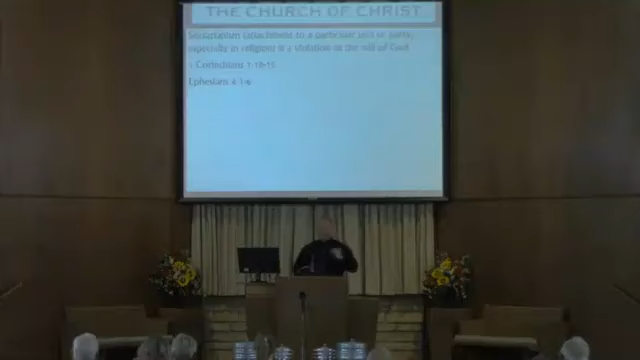 THE CHURCH OF CHRIST
Sectarianism (attachment to a particular sect or party,
especially in religion) is a violation of the will of God
1 Corinthians 1:10-13
Ephesians 4:1-6